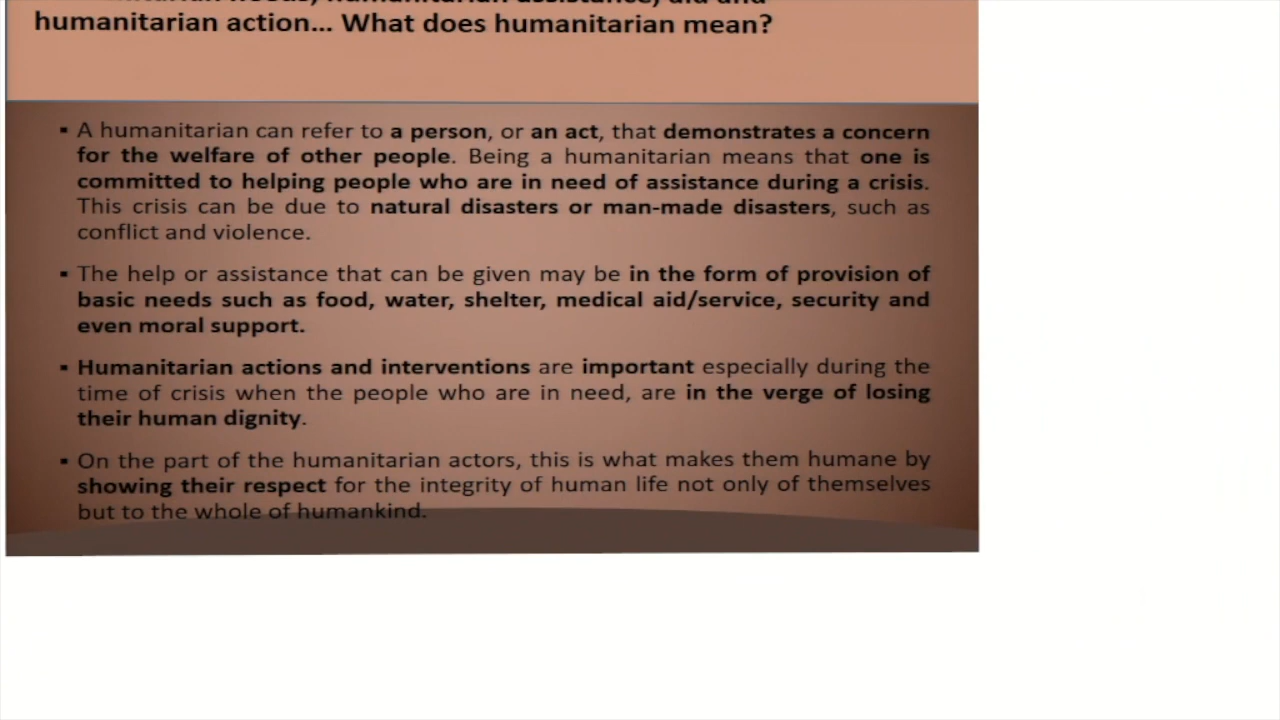 humanitarian assistance, aid and
humanitarian action... What does humanitarian mean?
▪ A humanitarian can refer to a person, or an act, that demonstrates a concern
for the welfare of other people. Being a humanitarian means that one is
committed to helping people who are in need of assistance during a crisis.
This crisis can be due to natural disasters or man-made disasters, such as
conflict and violence.
▪ The help or assistance that can be given may be in the form of provision of
basic needs such as food, water, shelter, medical aid/service, security and
even moral support.
▪ Humanitarian actions and interventions are important especially during the
time of crisis when the people who are in need, are in the verge of losing
their human dignity.
▪ On the part of the humanitarian actors, this is what makes them humane by
showing their respect for the integrity of human life not only of themselves
but to the whole of humankind.